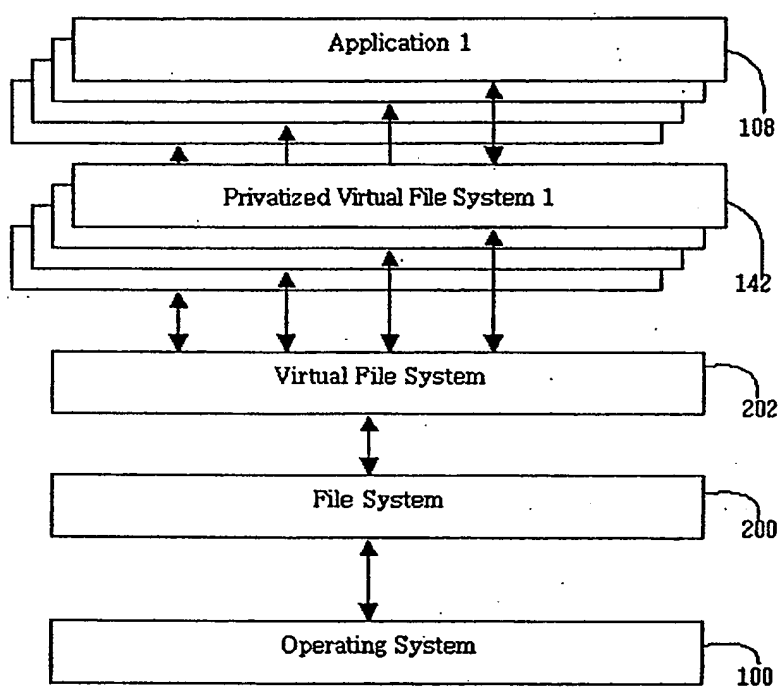 Application 1
108
Privatized Virtual File System 1
142
Virtual File System
202
File System
200
Operating System
100